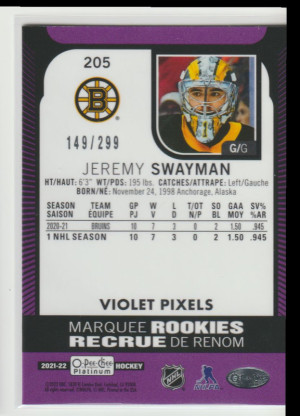 205
B
149/299
G/G
JEREMY SWAYMAN
HT/HAUT: 6'3" WT/PDS: 195 lbs. CATCHES/ATTRAPE: Left/Gauche
BORN/NÉ: November 24, 1998 Anchorage, Alaska
SEASON TEAM GP W L T/OT SO GAA SV%
SAISON ÉQUIPE PJ V D N/P BL MOY %AR
2020-21 BRUINS 10 7 3 0 2 1.50 .945
1 NHL SEASON 10 7 3 0 2 1.50 .945
VIOLET PIXELS
MARQUEE ROOKIES
RECRUE DE RENOM
2021-22 O-Pee-Chee Platinum HOCKEY
NHL